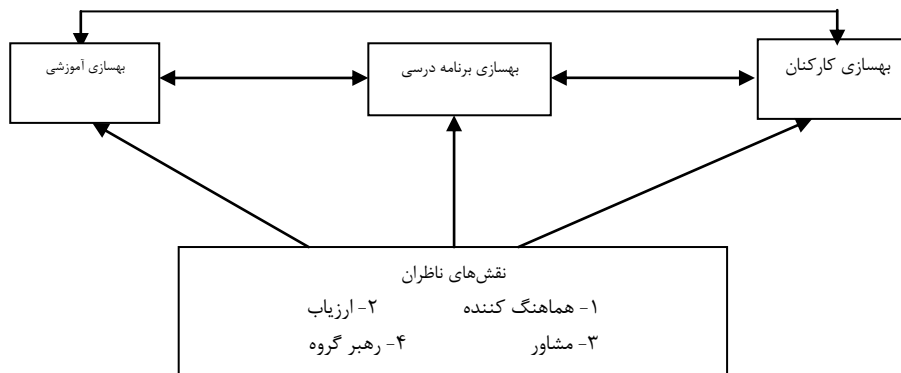 بهسازی کارکنان
بهسازی برنامه درسی
بهسازی آموزشی
نقش‌های ناظران
۱- هماهنگ کننده ۲- ارزیاب
۳- مشاور ۴- رهبر گروه